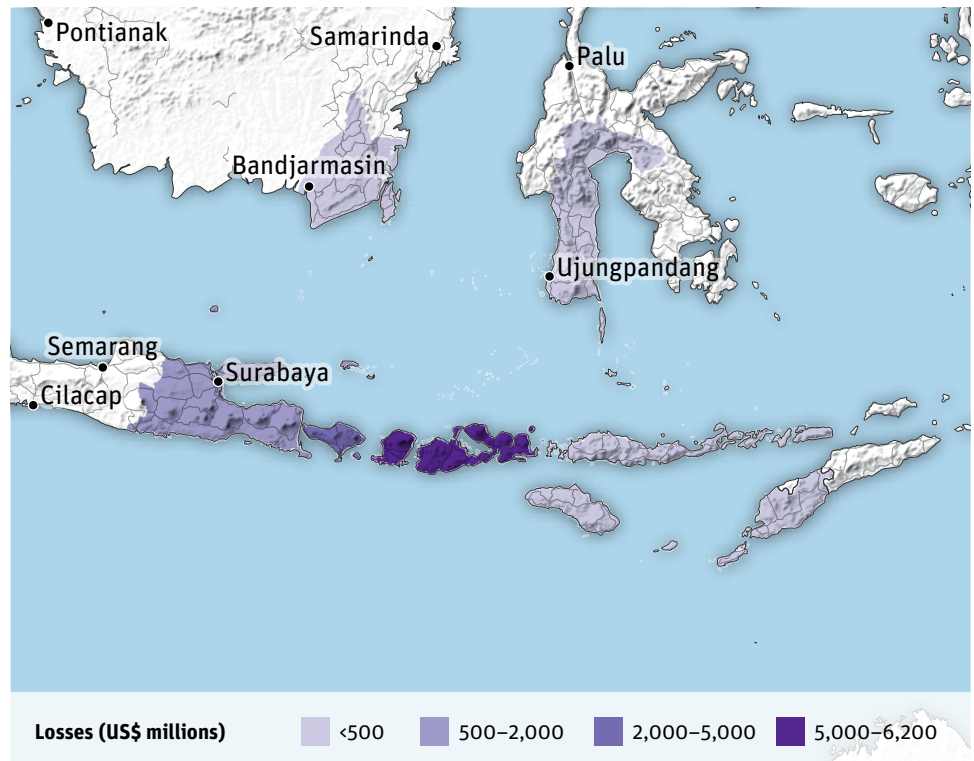 Pontianak
Samarinda
Palu
Bandjarmasin
Ujungpandang
Semarang
Surabaya
Cilacap
Losses (US$ millions)
<500
500–2,000
2,000–5,000
5,000–6,200